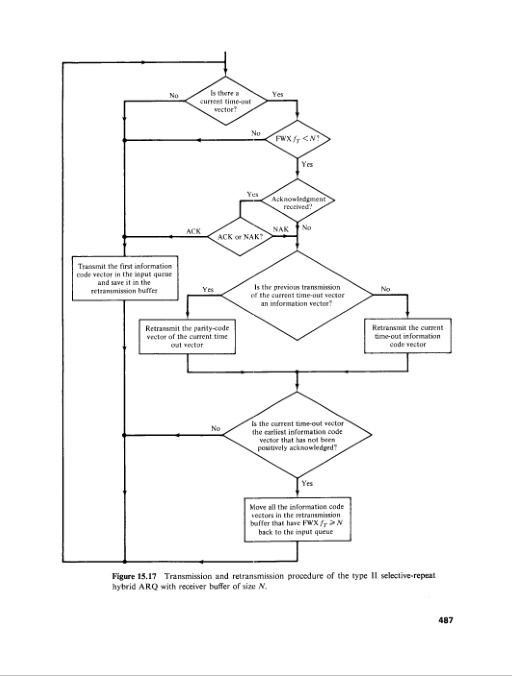 Is there a
current time-out
vector?
No
Yes
FWX f_T < N?
No
Yes
Acknowledgment
received?
Yes
No
ACK or NAK?
ACK
NAK
Transmit the first information
code vector in the input queue
and save it in the
retransmission buffer
Is the previous transmission
of the current time-out vector
an information vector?
Yes
No
Retransmit the parity-code
vector of the current time
out vector
Retransmit the current
time-out information
code vector
Is the current time-out vector
the earliest information code
vector that has not been
positively acknowledged?
No
Yes
Move all the information code
vectors in the retransmission
buffer that have FWX f_T ⩾ N
back to the input queue
Figure 15.17 Transmission and retransmission procedure of the type II selective-repeat
hybrid ARQ with receiver buffer of size N.
487